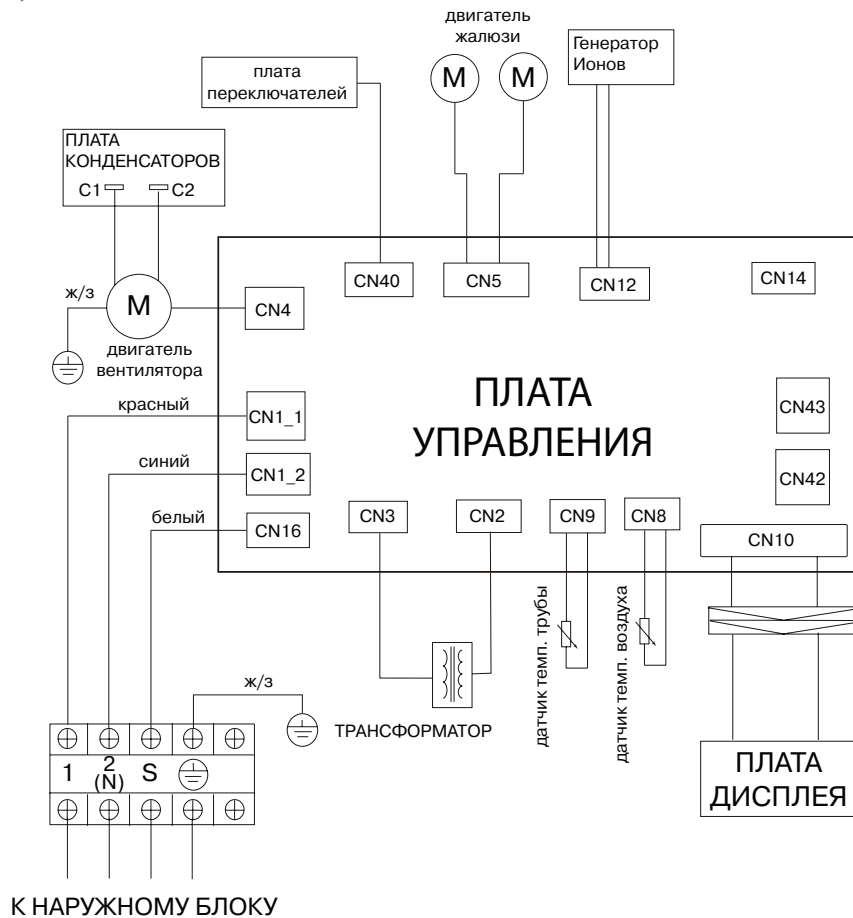 двигатель
жалюзи
M
M
Генератор
Ионов
плата
переключателей
ПЛАТА
КОНДЕНСАТОРОВ
C1
C2
CN40
CN5
CN12
CN14
ж/з
M
CN4
двигатель
вентилятора
красный
CN1_1
ПЛАТА
УПРАВЛЕНИЯ
CN43
синий
CN1_2
CN42
белый
CN16
CN3
CN2
CN9
CN8
CN10
датчик темп. трубы
датчик темп. воздуха
ж/з
ТРАНСФОРМАТОР
1
2
(N)
S
ПЛАТА
ДИСПЛЕЯ
К НАРУЖНОМУ БЛОКУ